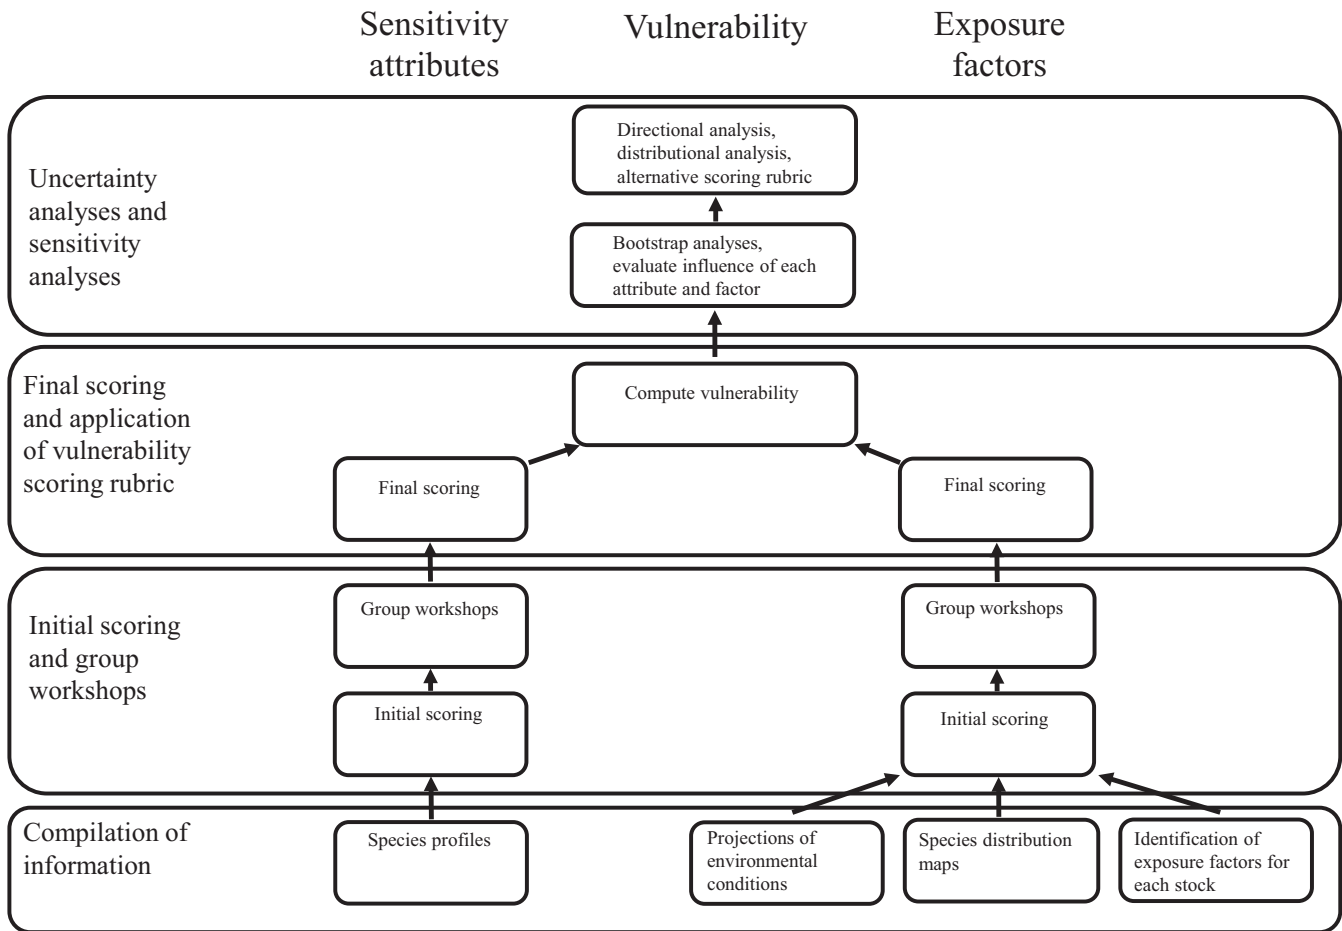 Sensitivity
attributes
Vulnerability
Exposure
factors
Uncertainty
analyses and
sensitivity
analyses
Directional analysis,
distributional analysis,
alternative scoring rubric
Bootstrap analyses,
evaluate influence of each
attribute and factor
Final scoring
and application
of vulnerability
scoring rubric
Compute vulnerability
Final scoring
Final scoring
Initial scoring
and group
workshops
Group workshops
Group workshops
Initial scoring
Initial scoring
Compilation of
information
Species profiles
Projections of
environmental
conditions
Species distribution
maps
Identification of
exposure factors for
each stock